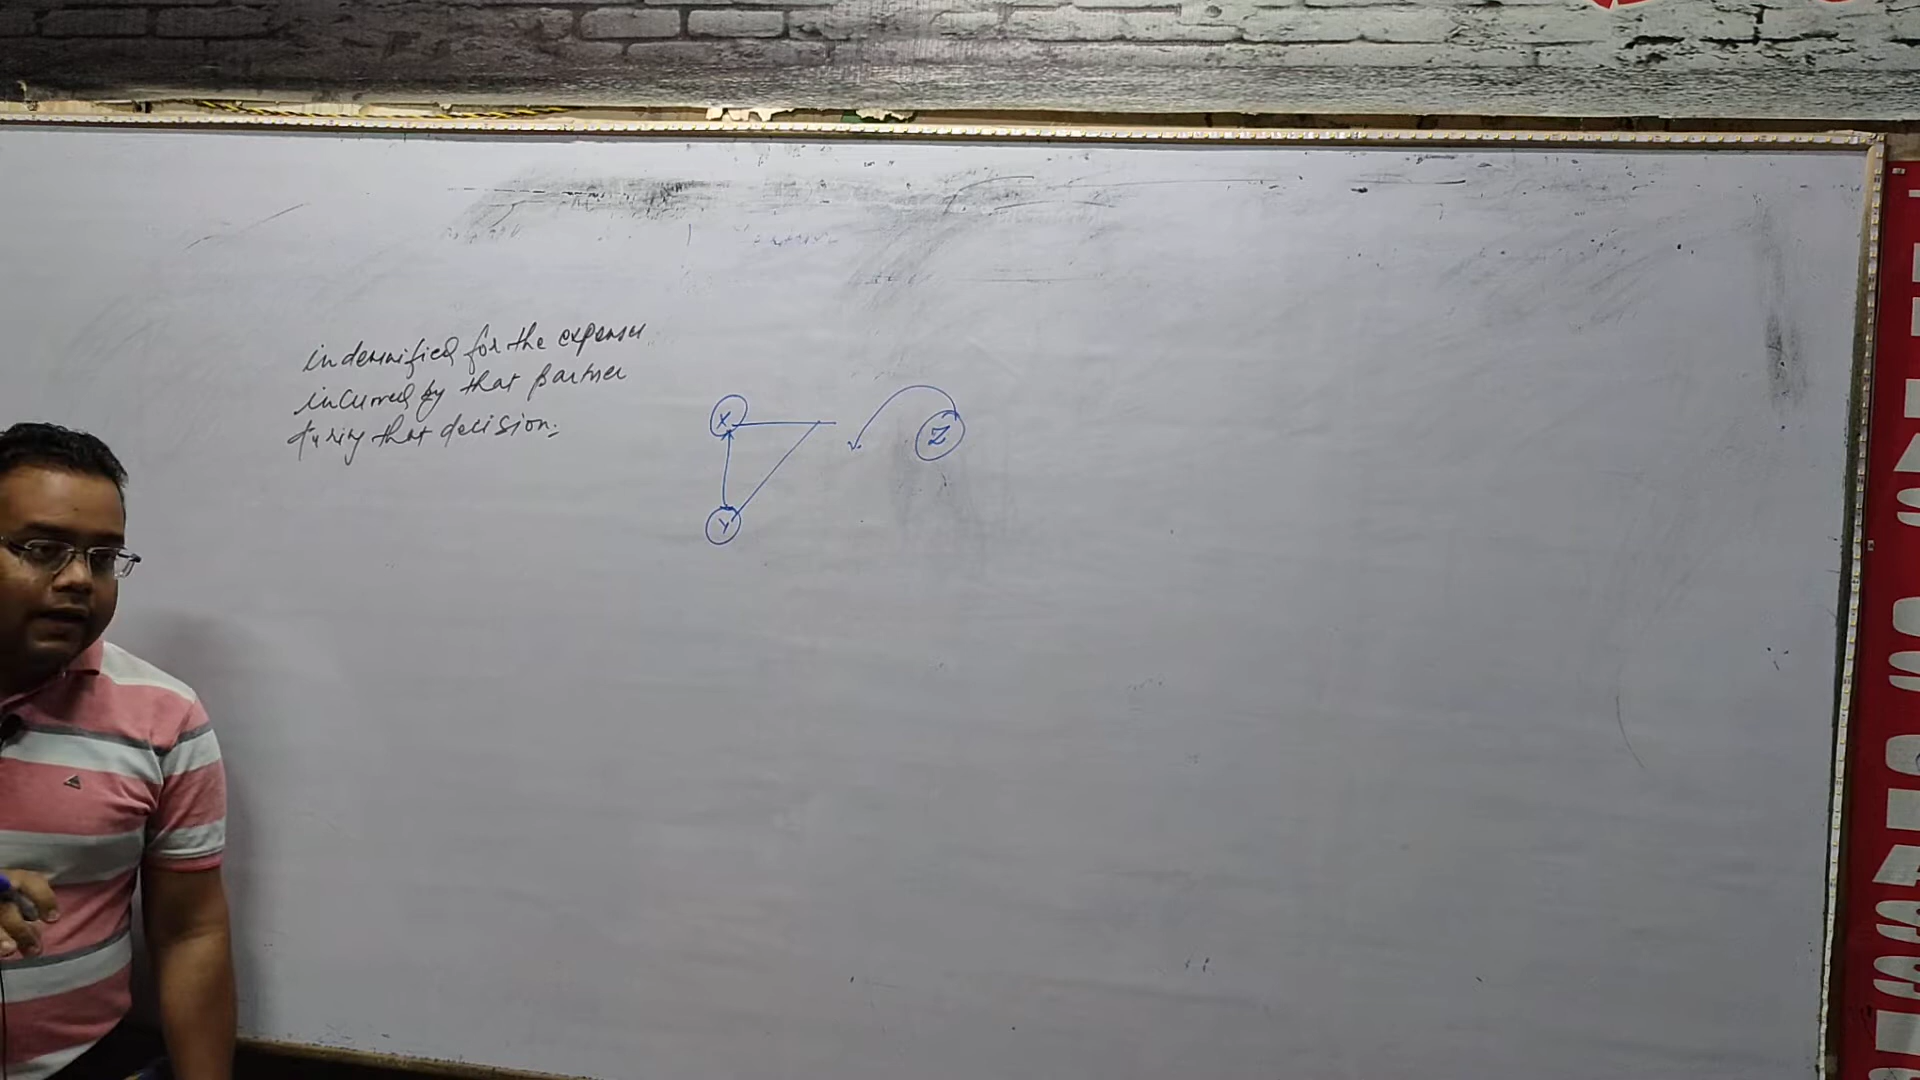 indemnified for the expenses
incurred by that partner
during that decision.
X
Z
Y